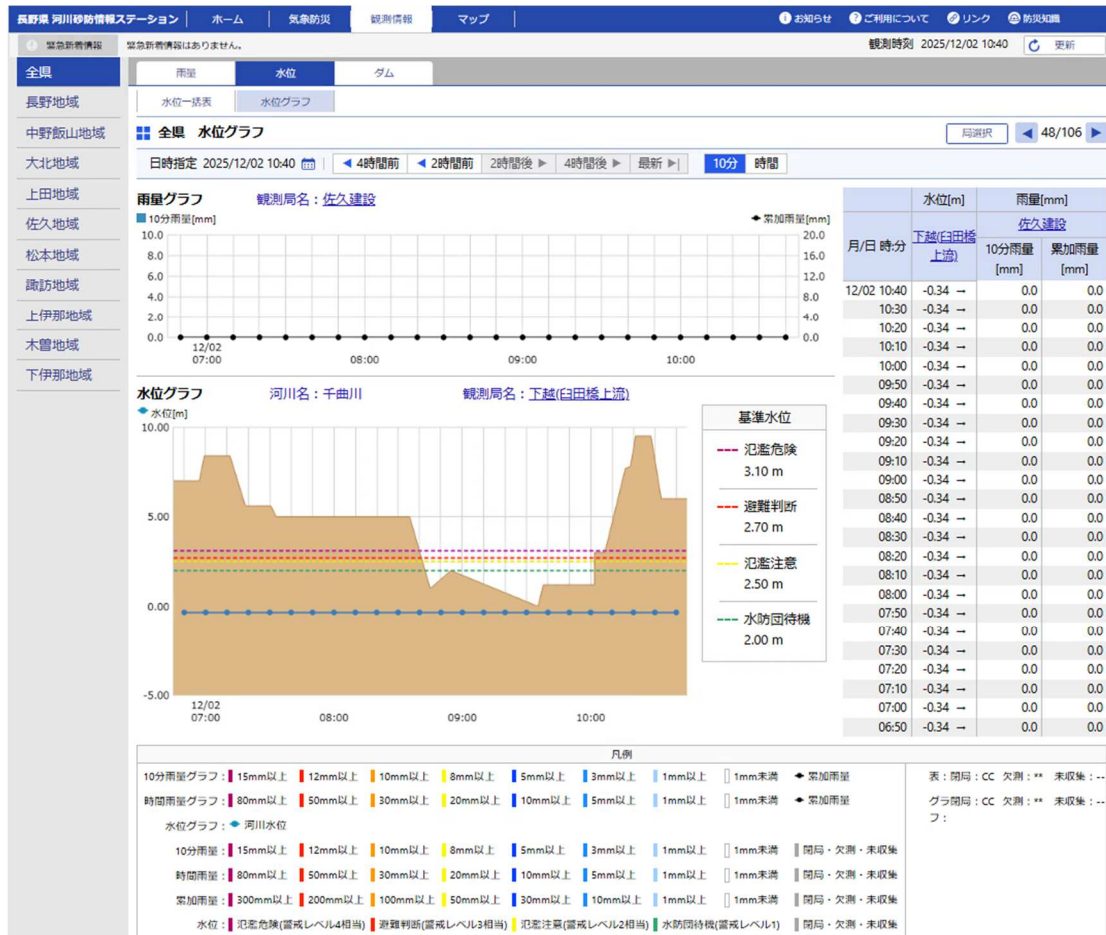 長野県 河川砂防情報ステーション ホーム 気象防災 観測情報 マップ お知らせ ご利用について リンク 防災知識
緊急新着情報 緊急新着情報はありません。 観測時刻 2025/12/02 10:40 更新
全県
長野地域
中野飯山地域
大北地域
上田地域
佐久地域
松本地域
諏訪地域
上伊那地域
木曽地域
下伊那地域
雨量 水位 ダム
水位一括表 水位グラフ
全県 水位グラフ 局選択 ◀ 48/106 ▶
日時指定 2025/12/02 10:40 ◀ 4時間前 ◀ 2時間前 2時間後 ▶ 4時間後 ▶ 最新 ▶| 10分 時間
雨量グラフ 観測局名:佐久建設
10分雨量[mm] 累加雨量[mm]
10.0 20.0
8.0 16.0
6.0 12.0
4.0 8.0
2.0 4.0
0.0 0.0
12/02
07:00 08:00 09:00 10:00
水位グラフ 河川名:千曲川 観測局名:下越(臼田橋上流)
水位[m]
10.00
5.00
0.00
-5.00
12/02
07:00 08:00 09:00 10:00
基準水位
氾濫危険
3.10 m
避難判断
2.70 m
氾濫注意
2.50 m
水防団待機
2.00 m
月/日 時:分 水位[m] 雨量[mm]
下越(臼田橋
上流)
佐久建設
10分雨量
[mm]
累加雨量
[mm]
12/02 10:40 -0.34 → 0.0 0.0
10:30 -0.34 → 0.0 0.0
10:20 -0.34 → 0.0 0.0
10:10 -0.34 → 0.0 0.0
10:00 -0.34 → 0.0 0.0
09:50 -0.34 → 0.0 0.0
09:40 -0.34 → 0.0 0.0
09:30 -0.34 → 0.0 0.0
09:20 -0.34 → 0.0 0.0
09:10 -0.34 → 0.0 0.0
09:00 -0.34 → 0.0 0.0
08:50 -0.34 → 0.0 0.0
08:40 -0.34 → 0.0 0.0
08:30 -0.34 → 0.0 0.0
08:20 -0.34 → 0.0 0.0
08:10 -0.34 → 0.0 0.0
08:00 -0.34 → 0.0 0.0
07:50 -0.34 → 0.0 0.0
07:40 -0.34 → 0.0 0.0
07:30 -0.34 → 0.0 0.0
07:20 -0.34 → 0.0 0.0
07:10 -0.34 → 0.0 0.0
07:00 -0.34 → 0.0 0.0
06:50 -0.34 → 0.0 0.0
凡例
10分雨量グラフ: 15mm以上 12mm以上 10mm以上 8mm以上 5mm以上 3mm以上 1mm以上 1mm未満 累加雨量
時間雨量グラフ: 80mm以上 50mm以上 30mm以上 20mm以上 10mm以上 5mm以上 1mm以上 1mm未満 累加雨量
水位グラフ: 河川水位
10分雨量: 15mm以上 12mm以上 10mm以上 8mm以上 5mm以上 3mm以上 1mm以上 1mm未満 閉局・欠測・未収集
時間雨量: 80mm以上 50mm以上 30mm以上 20mm以上 10mm以上 5mm以上 1mm以上 1mm未満 閉局・欠測・未収集
累加雨量: 300mm以上 200mm以上 100mm以上 50mm以上 30mm以上 10mm以上 1mm以上 1mm未満 閉局・欠測・未収集
水位: 氾濫危険(警戒レベル4相当) 避難判断(警戒レベル3相当) 氾濫注意(警戒レベル2相当) 水防団待機(警戒レベル1) 閉局・欠測・未収集
表:閉局:CC 欠測:** 未収集:--
グラ閉局:CC 欠測:** 未収集:--
フ: